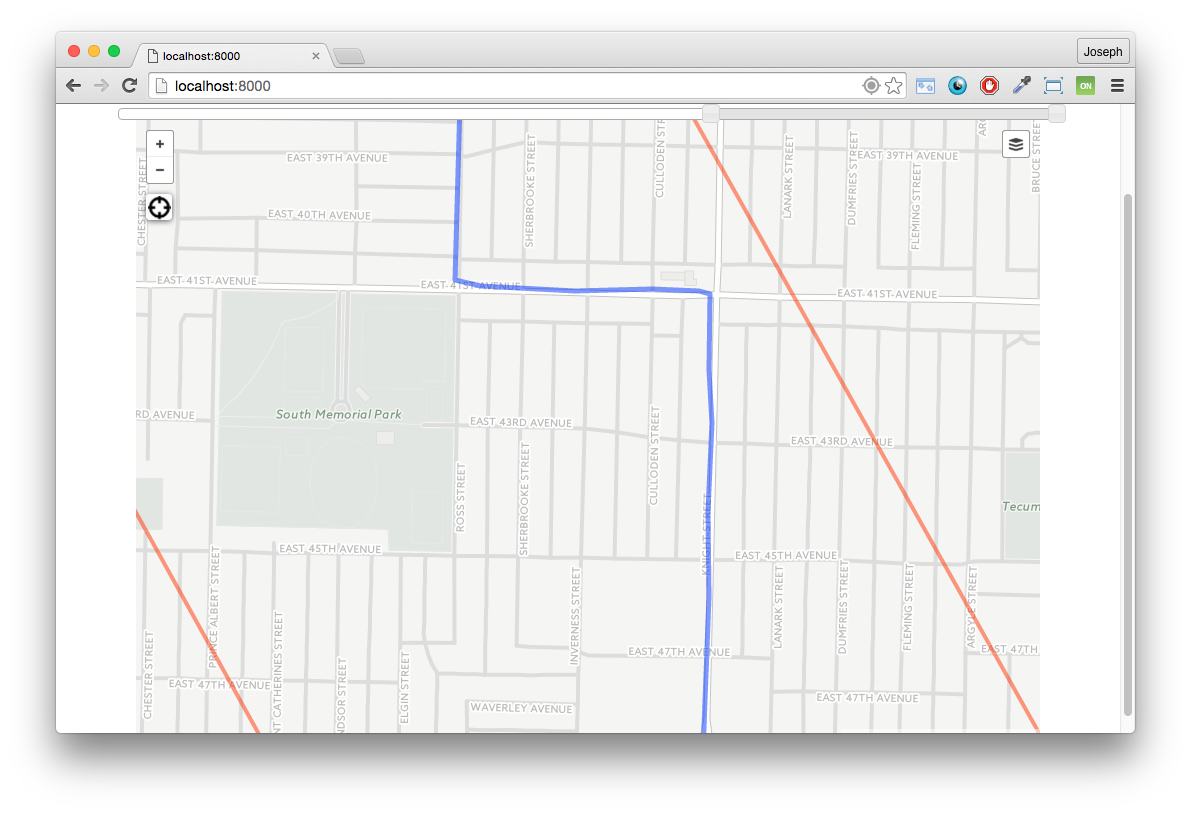 localhost:8000
Joseph
localhost:8000
ON
+
−
EAST 39TH AVENUE
EAST 39TH AVENUE
CHESTER STREET
SHERBROOKE STREET
CULLODEN STR
LANARK STREET
DUMFRIES STREET
FLEMING STREET
BRUCE STREET
EAST 40TH AVENUE
EAST 41ST AVENUE
EAST 41ST AVENUE
EAST 41ST AVENUE
South Memorial Park
RD AVENUE
EAST 43RD AVENUE
EAST 43RD AVENUE
CULLODEN STREET
ROSS STREET
SHERBROOKE STREET
KNIGHT STREET
Tecum
EAST 45TH AVENUE
EAST 45TH AVENUE
PRINCE ALBERT STREET
INVERNESS STREET
LANARK STREET
DUMFRIES STREET
FLEMING STREET
ARGYLE STREET
CHESTER STREET
NT CATHERINES STREET
NDSOR STREET
ELGIN STREET
EAST 47TH AVENUE
EAST 47TH
EAST 47TH AVENUE
EAST 47TH AVENUE
WAVERLEY AVENUE